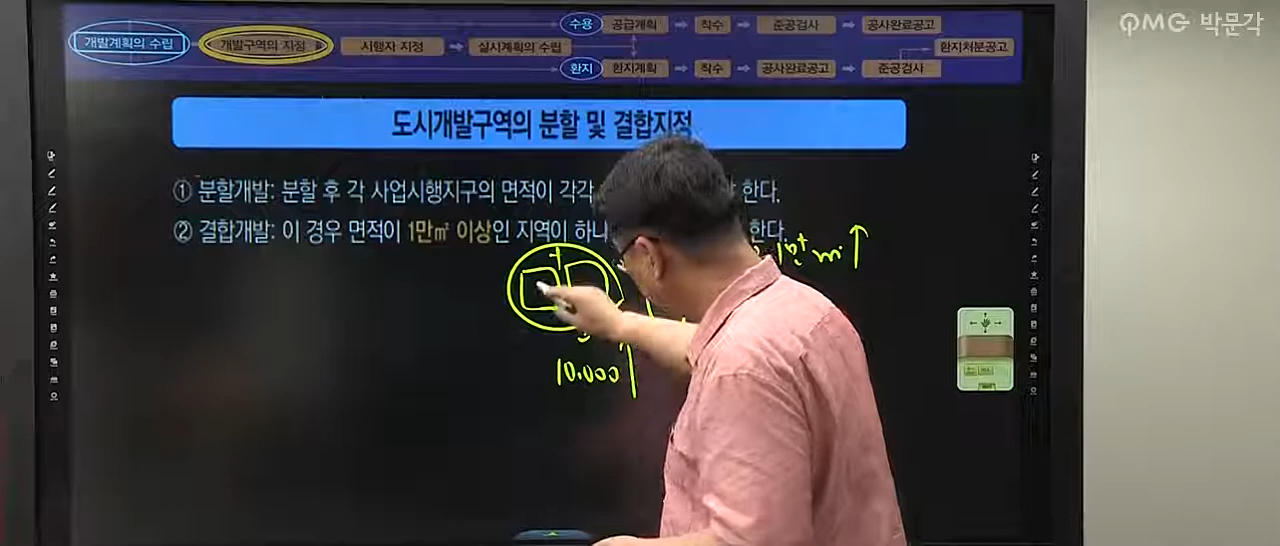 수용 공급계획 착수 준공검사 공사완료공고
개발계획의 수립 개발구역의 지정 시행자 지정 실시계획의 수립 환지처분공고
환지 환지계획 착수 공사완료공고 준공검사
QMG 박문각
도시개발구역의 분할 및 결합지정
① 분할개발: 분할 후 각 사업시행지구의 면적이 각각 한다.
② 결합개발: 이 경우 면적이 1만㎡ 이상인 지역이 하나 한다.
10.000